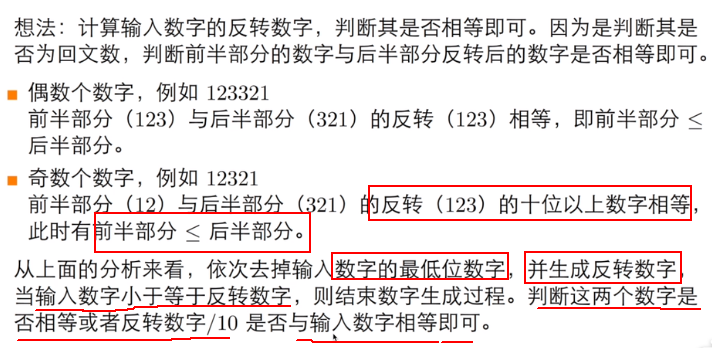 想法：计算输入数字的反转数字，判断其是否相等即可。因为是判断其是
否为回文数，判断前半部分的数字与后半部分反转后的数字是否相等即可。
■ 偶数个数字，例如 123321
前半部分（123）与后半部分（321）的反转（123）相等，即前半部分 ≤
后半部分。
■ 奇数个数字，例如 12321
前半部分（12）与后半部分（321）的反转（123）的十位以上数字相等，
此时有前半部分 ≤ 后半部分。
从上面的分析来看，依次去掉输入数字的最低位数字，并生成反转数字，
当输入数字小于等于反转数字，则结束数字生成过程。判断这两个数字是
否相等或者反转数字/10 是否与输入数字相等即可。